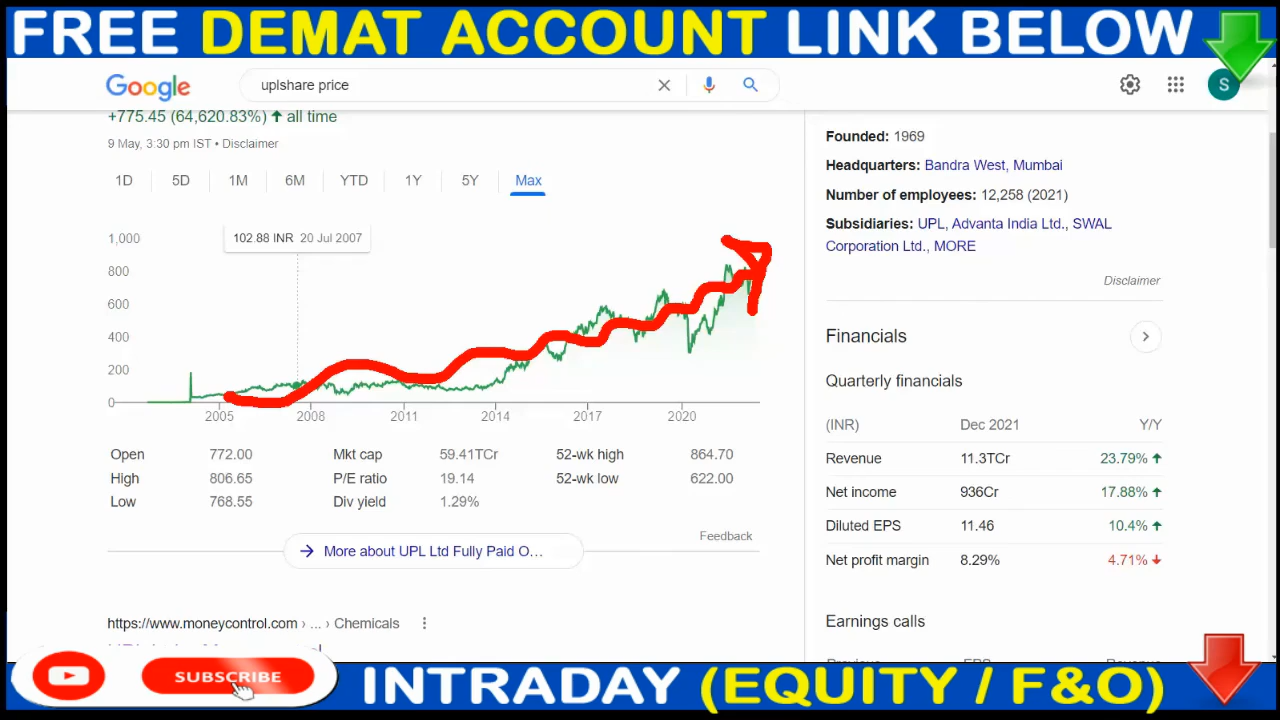 FREE DEMAT ACCOUNT LINK BELOW
Google
uplshare price
S
+775.45 (64,620.83%) ↑ all time
9 May, 3:30 pm IST • Disclaimer
1D 5D 1M 6M YTD 1Y 5Y Max
102.88 INR 20 Jul 2007
1,000
800
600
400
200
0
2005 2008 2011 2014 2017 2020
Open 772.00 Mkt cap 59.41TCr 52-wk high 864.70
High 806.65 P/E ratio 19.14 52-wk low 622.00
Low 768.55 Div yield 1.29%
Feedback
→ More about UPL Ltd Fully Paid O...
https://www.moneycontrol.com › ... › Chemicals
Founded: 1969
Headquarters: Bandra West, Mumbai
Number of employees: 12,258 (2021)
Subsidiaries: UPL, Advanta India Ltd., SWAL
Corporation Ltd., MORE
Disclaimer
Financials
Quarterly financials
(INR) Dec 2021 Y/Y
Revenue 11.3TCr 23.79% ↑
Net income 936Cr 17.88% ↑
Diluted EPS 11.46 10.4% ↑
Net profit margin 8.29% 4.71% ↓
Earnings calls
SUBSCRIBE
INTRADAY (EQUITY / F&O)